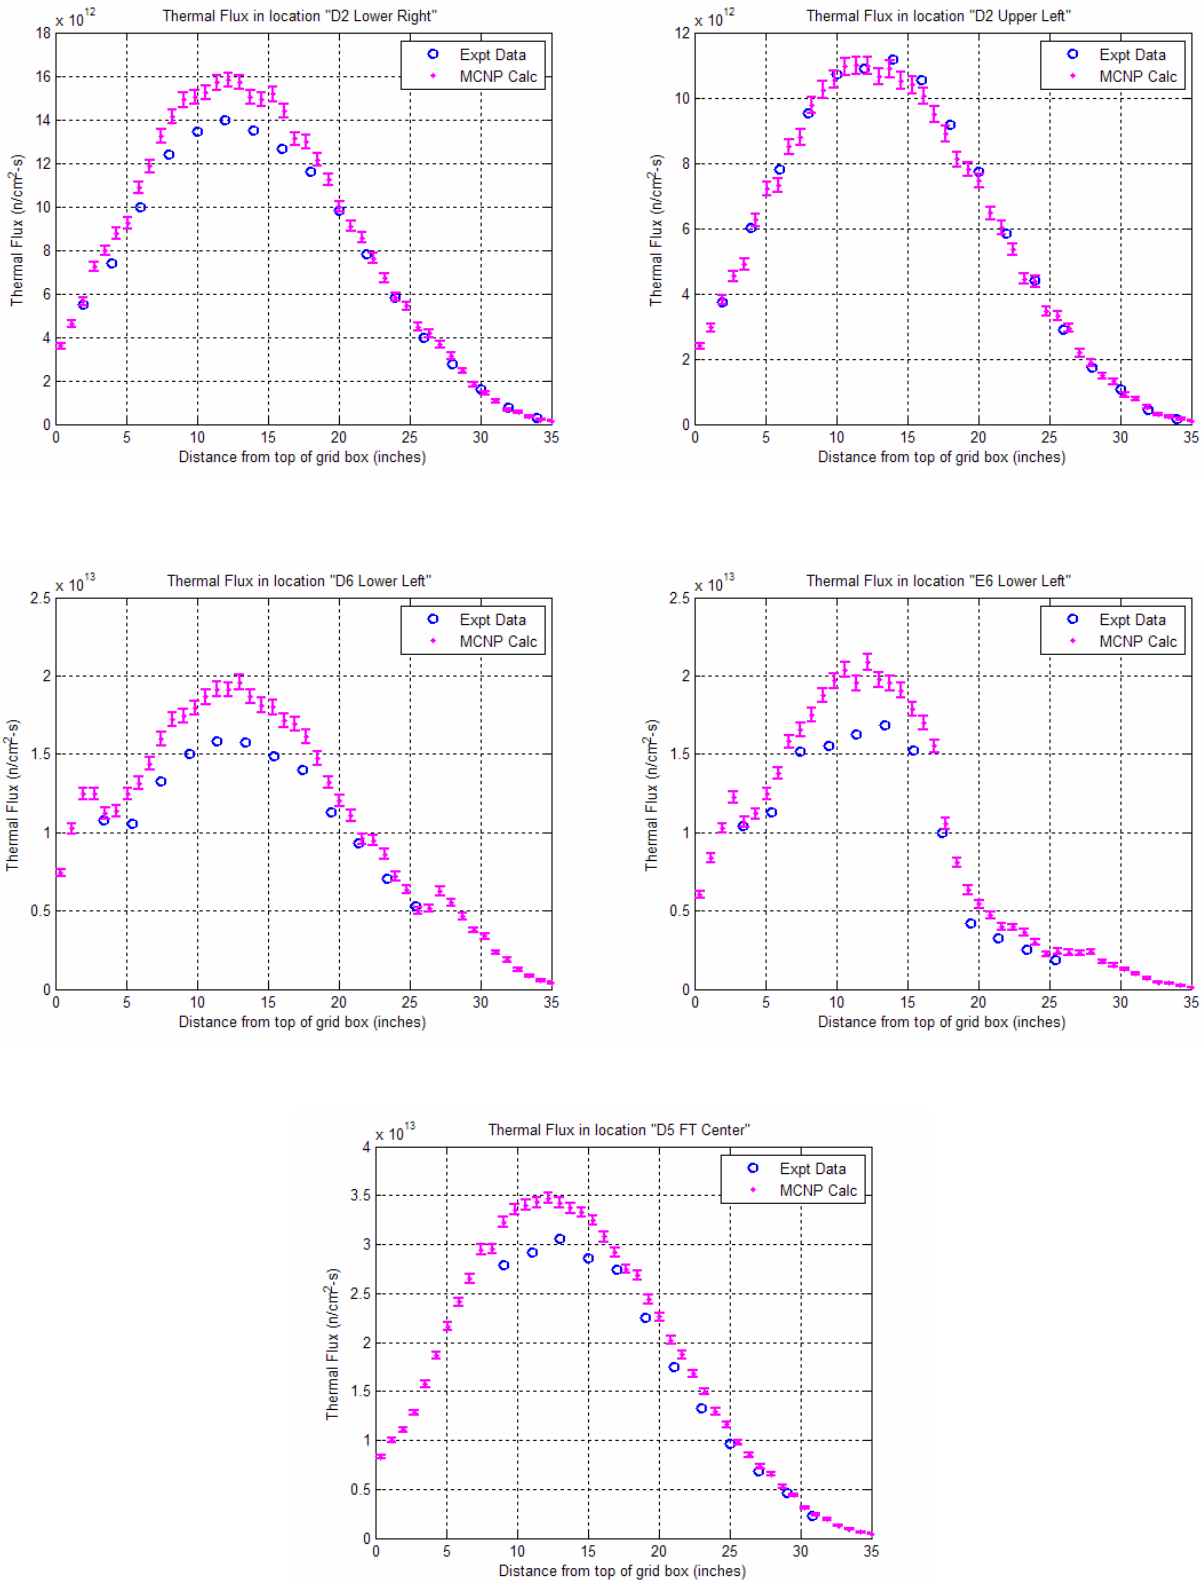 Thermal Flux in location "D2 Lower Right"
x 10^12
18
16
14
12
10
8
6
4
2
0
Thermal Flux (n/cm²-s)
Expt Data
MCNP Calc
0 5 10 15 20 25 30 35
Distance from top of grid box (inches)
Thermal Flux in location "D2 Upper Left"
x 10^12
12
10
8
6
4
2
0
Thermal Flux (n/cm²-s)
Expt Data
MCNP Calc
0 5 10 15 20 25 30 35
Distance from top of grid box (inches)
Thermal Flux in location "D6 Lower Left"
x 10^13
2.5
2
1.5
1
0.5
0
Thermal Flux (n/cm²-s)
Expt Data
MCNP Calc
0 5 10 15 20 25 30 35
Distance from top of grid box (inches)
Thermal Flux in location "E6 Lower Left"
x 10^13
2.5
2
1.5
1
0.5
0
Thermal Flux (n/cm²-s)
Expt Data
MCNP Calc
0 5 10 15 20 25 30 35
Distance from top of grid box (inches)
Thermal Flux in location "D5 FT Center"
x 10^13
4
3.5
3
2.5
2
1.5
1
0.5
0
Thermal Flux (n/cm²-s)
Expt Data
MCNP Calc
0 5 10 15 20 25 30 35
Distance from top of grid box (inches)